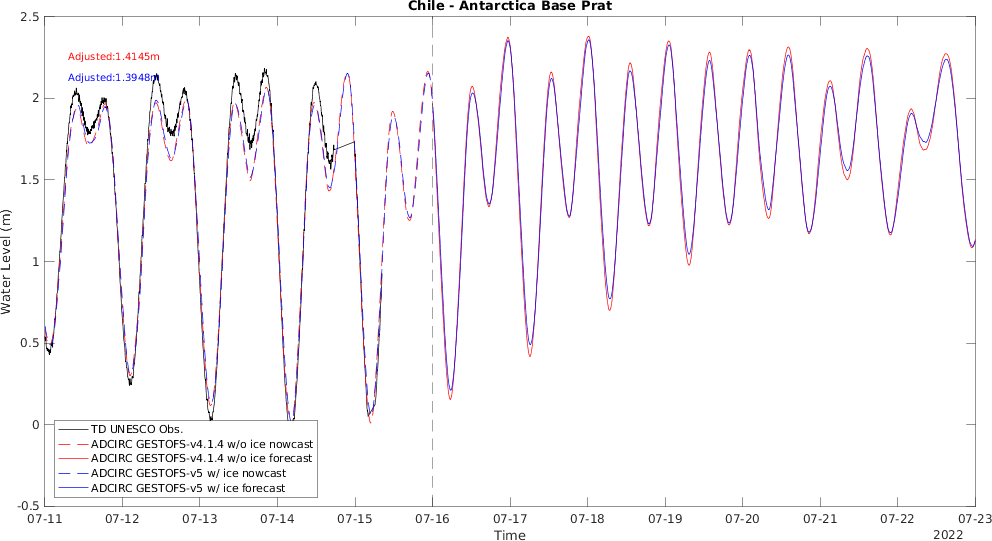 Chile - Antarctica Base Prat
2.5
Adjusted:1.4145m
Adjusted:1.3948m
2
1.5
Water Level (m)
1
0.5
0
TD UNESCO Obs.
ADCIRC GESTOFS-v4.1.4 w/o ice nowcast
ADCIRC GESTOFS-v4.1.4 w/o ice forecast
ADCIRC GESTOFS-v5 w/ ice nowcast
ADCIRC GESTOFS-v5 w/ ice forecast
-0.5
07-11 07-12 07-13 07-14 07-15 07-16 07-17 07-18 07-19 07-20 07-21 07-22 07-23
Time
2022